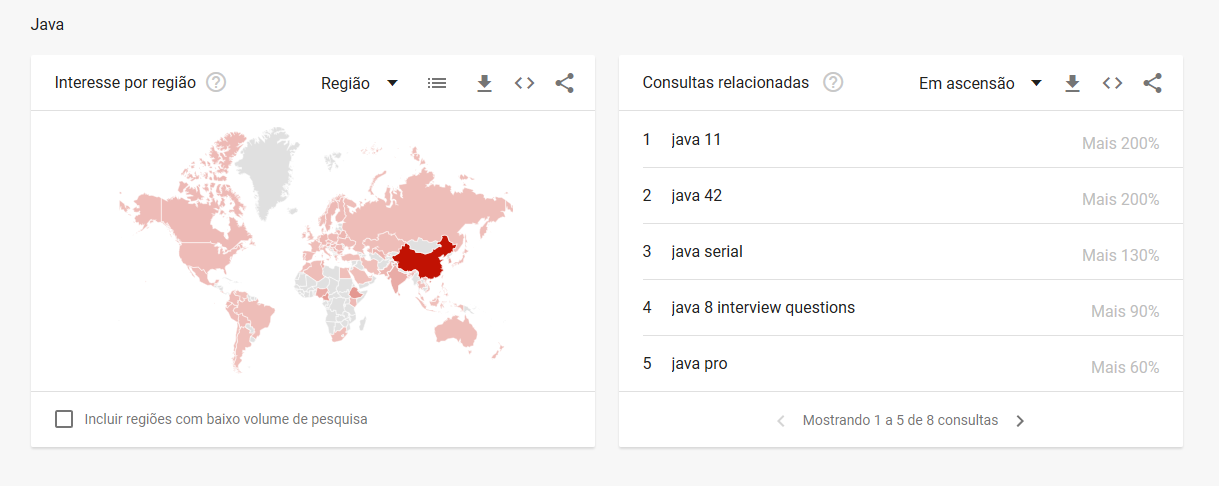 Java
Interesse por região
Região
Consultas relacionadas
Em ascensão
1 java 11 Mais 200%
2 java 42 Mais 200%
3 java serial Mais 130%
4 java 8 interview questions Mais 90%
5 java pro Mais 60%
Incluir regiões com baixo volume de pesquisa
Mostrando 1 a 5 de 8 consultas